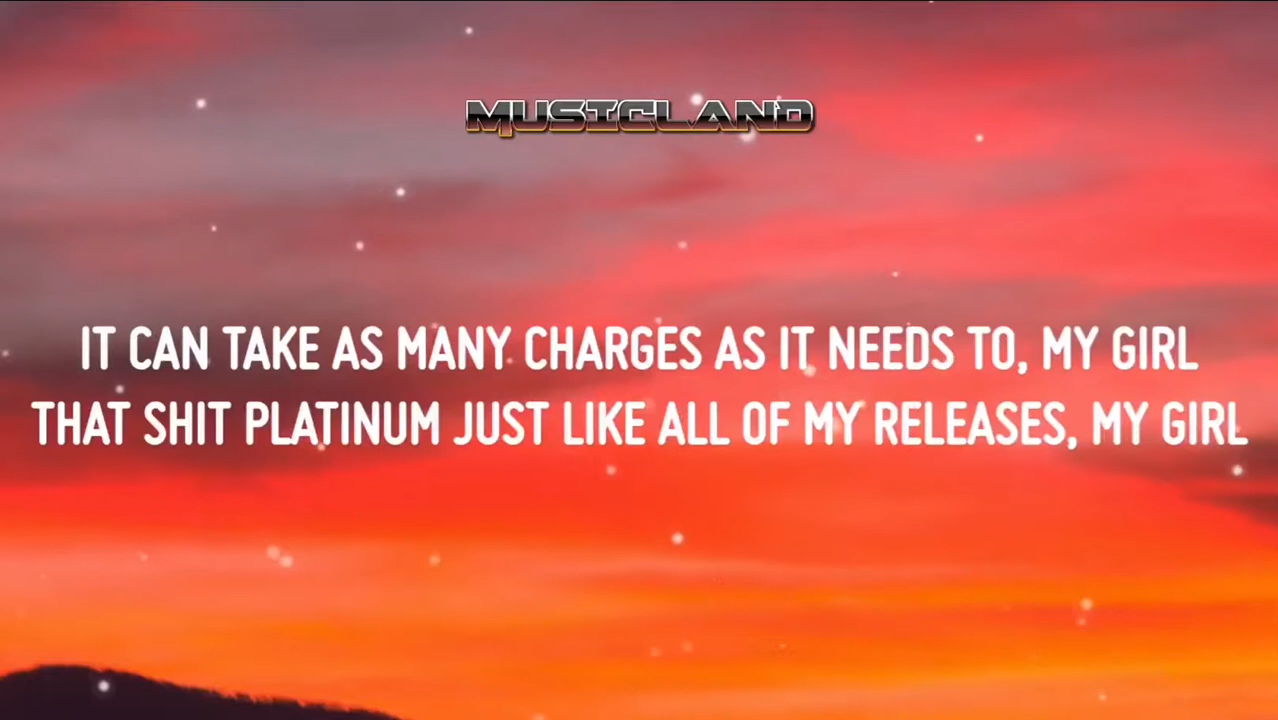 MUSICLAND
IT CAN TAKE AS MANY CHARGES AS IT NEEDS TO, MY GIRL
THAT SHIT PLATINUM JUST LIKE ALL OF MY RELEASES, MY GIRL